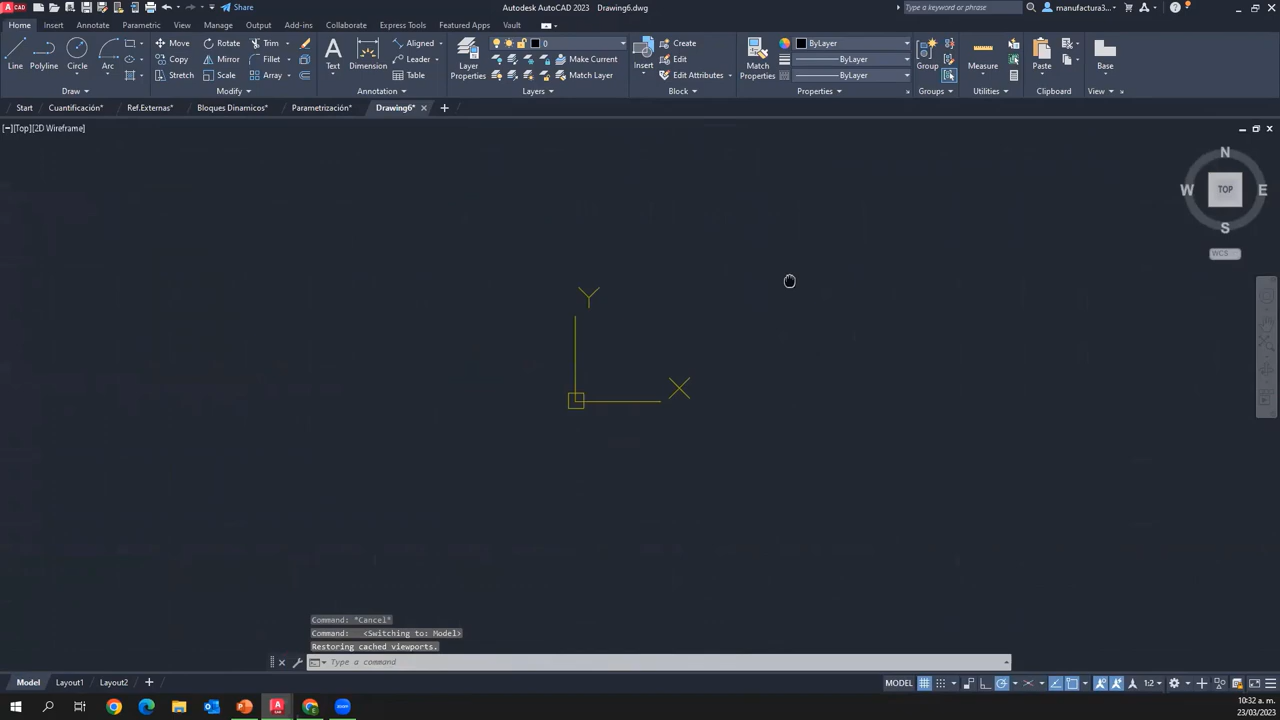 Share
Autodesk AutoCAD 2023 Drawing6.dwg
Type a keyword or phrase
manufactura3...
Home Insert Annotate Parametric View Manage Output Add-ins Collaborate Express Tools Featured Apps Vault
Line Polyline Circle Arc
Move Rotate Trim
Copy Mirror Fillet
Stretch Scale Array
Text Dimension
Aligned
Leader
Table
Layer Properties
0
Make Current
Match Layer
Insert
Create
Edit
Edit Attributes
Match Properties
ByLayer
ByLayer
ByLayer
Group Measure Paste Base
Draw Modify Annotation Layers Block Properties Groups Utilities Clipboard View
Start Cuantificación* Ref.Externas* Bloques Dinamicos* Parametrización* Drawing6*
[−][Top][2D Wireframe]
N
W TOP E
S
WCS
Y
X
Command: *Cancel*
Command: <Switching to: Model>
Restoring cached viewports.
Type a command
Model Layout1 Layout2
MODEL 1:2
10:32 a. m.
23/03/2023